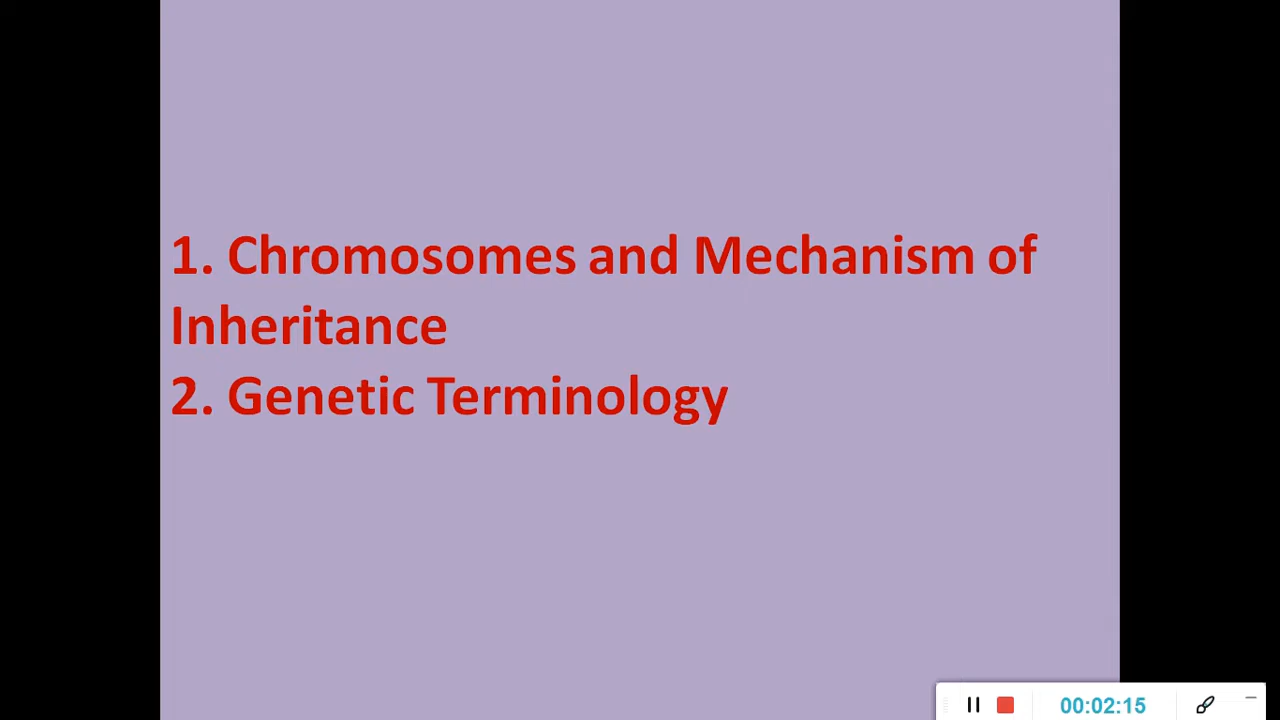 1. Chromosomes and Mechanism of
Inheritance
2. Genetic Terminology
00:02:15